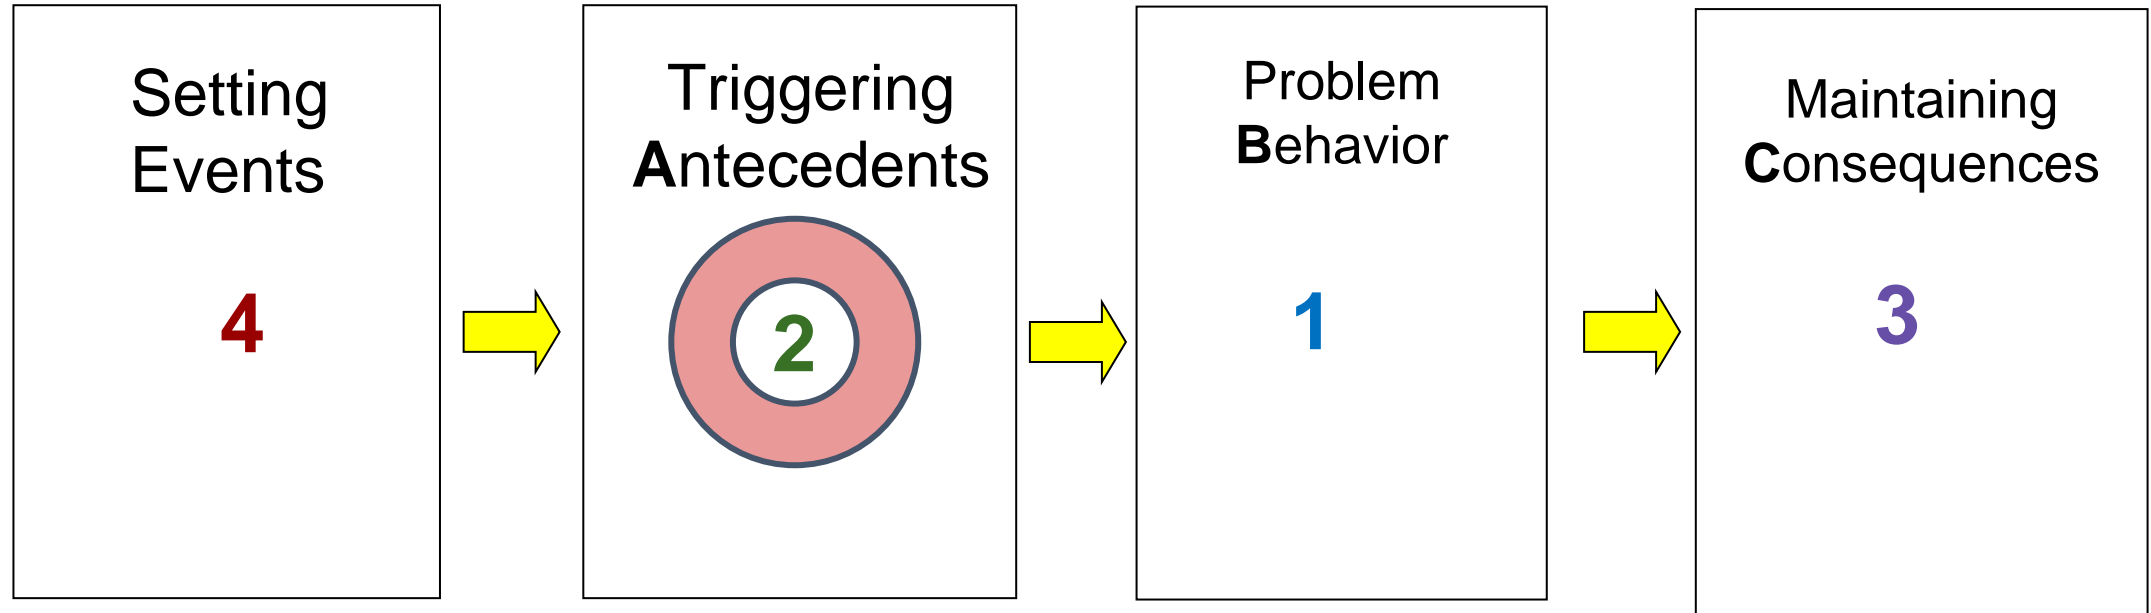 Setting
Events
4
Triggering
Antecedents
2
Problem
Behavior
1
Maintaining
Consequences
3